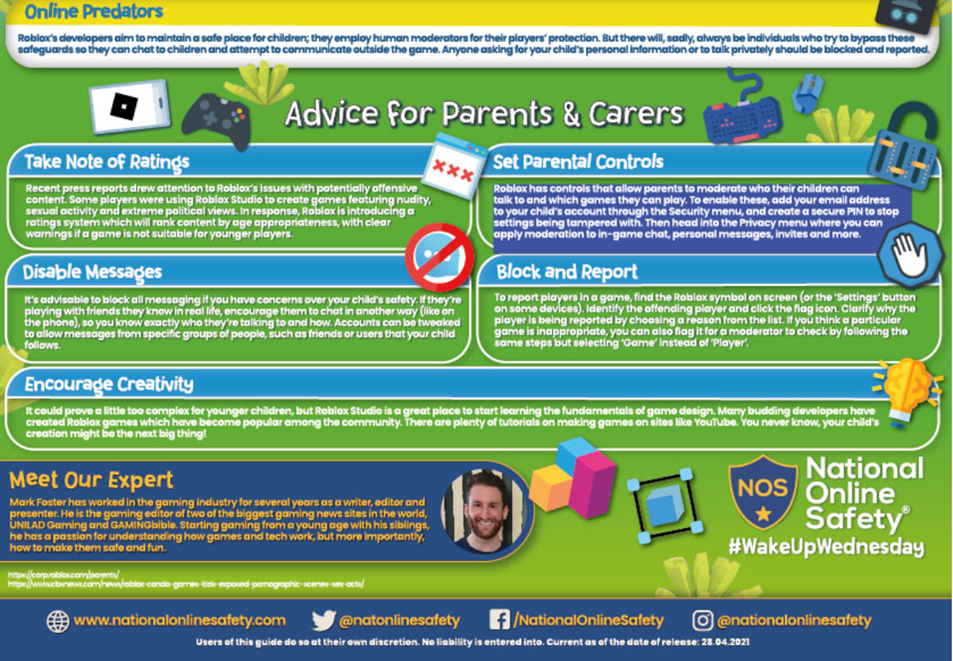 Online Predators
Roblox's developers aim to maintain a safe place for children; they employ human moderators for their players' protection. But there will, sadly, always be individuals who try to bypass these
safeguards so they can chat to children and attempt to communicate outside the game. Anyone asking for your child's personal information or to talk privately should be blocked and reported.
Advice for Parents & Carers
Take Note of Ratings
Recent press reports drew attention to Roblox's issues with potentially offensive
content. Some players were using Roblox Studio to create games featuring nudity,
sexual activity and extreme political views. In response, Roblox is introducing a
ratings system which will rank content by age appropriateness, with clear
warnings if a game is not suitable for younger players.
Set Parental Controls
Roblox has controls that allow parents to moderate who their children can
talk to and which games they can play. To enable these, add your email address
to your child's account through the Security menu, and create a secure PIN to stop
settings being tampered with. Then head into the Privacy menu where you can
apply moderation to in-game chat, personal messages, invites and more.
Disable Messages
It's advisable to block all messaging if you have concerns over your child's safety. If they're
playing with friends they know in real life, encourage them to chat in another way (like on
the phone), so you know exactly who they're talking to and how. Accounts can be tweaked
to allow messages from specific groups of people, such as friends or users that your child
follows.
Block and Report
To report players in a game, find the Roblox symbol on screen (or the 'Settings' button
on some devices). Identify the offending player and click the flag icon. Clarify why the
player is being reported by choosing a reason from the list. If you think a particular
game is inappropriate, you can also flag it for a moderator to check by following the
same steps but selecting 'Game' instead of 'Player'.
Encourage Creativity
It could prove a little too complex for younger children, but Roblox Studio is a great place to start learning the fundamentals of game design. Many budding developers have
created Roblox games which have become popular among the community. There are plenty of tutorials on making games on sites like YouTube. You never know, your child's
creation might be the next big thing!
Meet Our Expert
Mark Foster has worked in the gaming industry for several years as a writer, editor and
presenter. He is the gaming editor of two of the biggest gaming news sites in the world,
UNILAD Gaming and GAMINGbible. Starting gaming from a young age with his siblings,
he has a passion for understanding how games and tech work, but more importantly,
how to make them safe and fun.
NOS
National
Online
Safety®
#WakeUpWednesday
https://corp.roblox.com/parents/
https://www.cbsnews.com/news/roblox-condo-games-kids-exposed-pornographic-scenes-sex-acts/
www.nationalonlinesafety.com
@natonlinesafety
/NationalOnlineSafety
@nationalonlinesafety
Users of this guide do so at their own discretion. No liability is entered into. Current as of the date of release: 28.04.2021